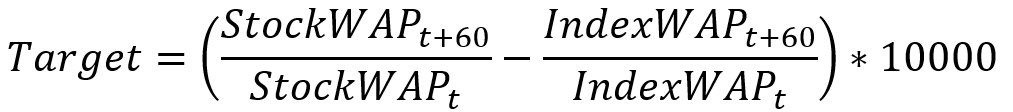 Target = (StockWAP_{t+60} / StockWAP_t − IndexWAP_{t+60} / IndexWAP_t) * 10000